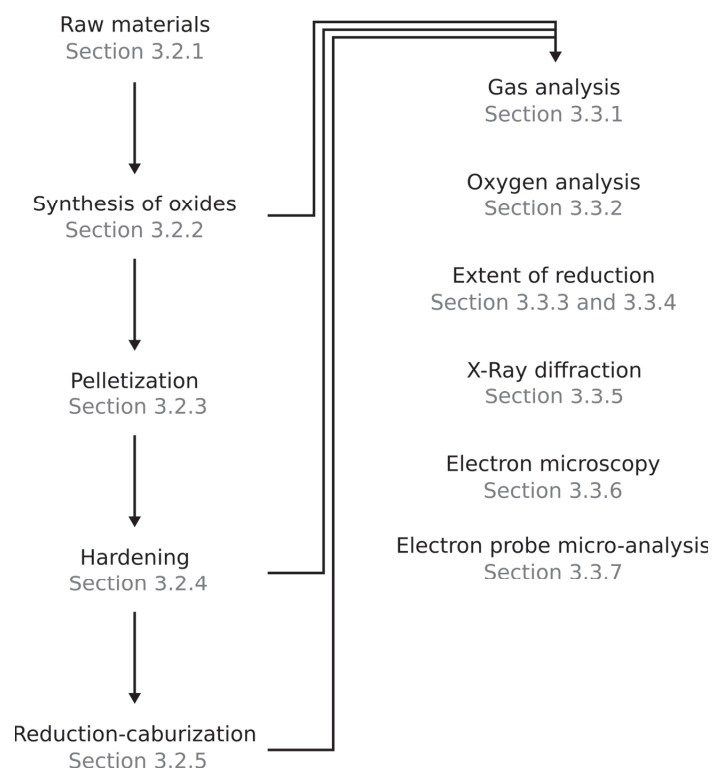 Raw materials
Section 3.2.1
Synthesis of oxides
Section 3.2.2
Pelletization
Section 3.2.3
Hardening
Section 3.2.4
Reduction-caburization
Section 3.2.5
Gas analysis
Section 3.3.1
Oxygen analysis
Section 3.3.2
Extent of reduction
Section 3.3.3 and 3.3.4
X-Ray diffraction
Section 3.3.5
Electron microscopy
Section 3.3.6
Electron probe micro-analysis
Section 3.3.7